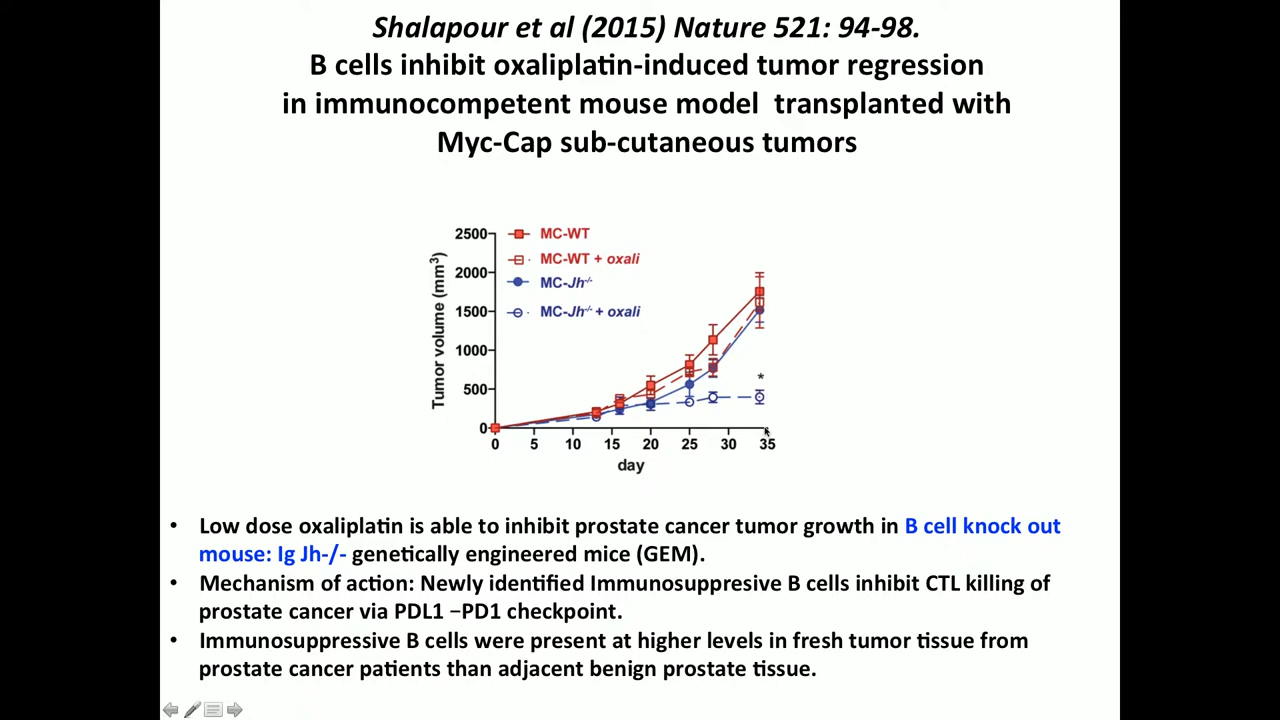 Shalapour et al (2015) Nature 521: 94-98.
B cells inhibit oxaliplatin-induced tumor regression
in immunocompetent mouse model transplanted with
Myc-Cap sub-cutaneous tumors
MC-WT
MC-WT + oxali
MC-Jh-/-
MC-Jh-/- + oxali
Tumor volume (mm3)
2500
2000
1500
1000
500
0
*
0 5 10 15 20 25 30 35
day
• Low dose oxaliplatin is able to inhibit prostate cancer tumor growth in B cell knock out
mouse: Ig Jh-/- genetically engineered mice (GEM).
• Mechanism of action: Newly identified Immunosuppresive B cells inhibit CTL killing of
prostate cancer via PDL1 −PD1 checkpoint.
• Immunosuppressive B cells were present at higher levels in fresh tumor tissue from
prostate cancer patients than adjacent benign prostate tissue.